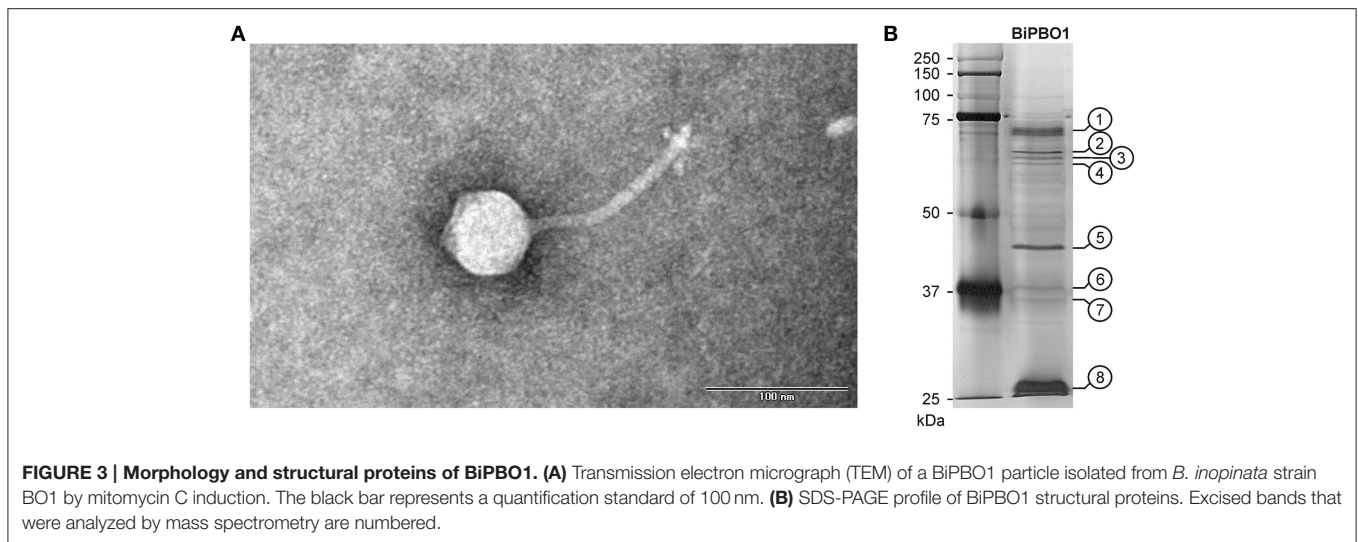 A
B
BiPBO1
250
150
100
75
50
37
25
kDa
1
2
3
4
5
6
7
8
100 nm
FIGURE 3 | Morphology and structural proteins of BiPBO1. (A) Transmission electron micrograph (TEM) of a BiPBO1 particle isolated from B. inopinata strain
BO1 by mitomycin C induction. The black bar represents a quantification standard of 100 nm. (B) SDS-PAGE profile of BiPBO1 structural proteins. Excised bands that
were analyzed by mass spectrometry are numbered.